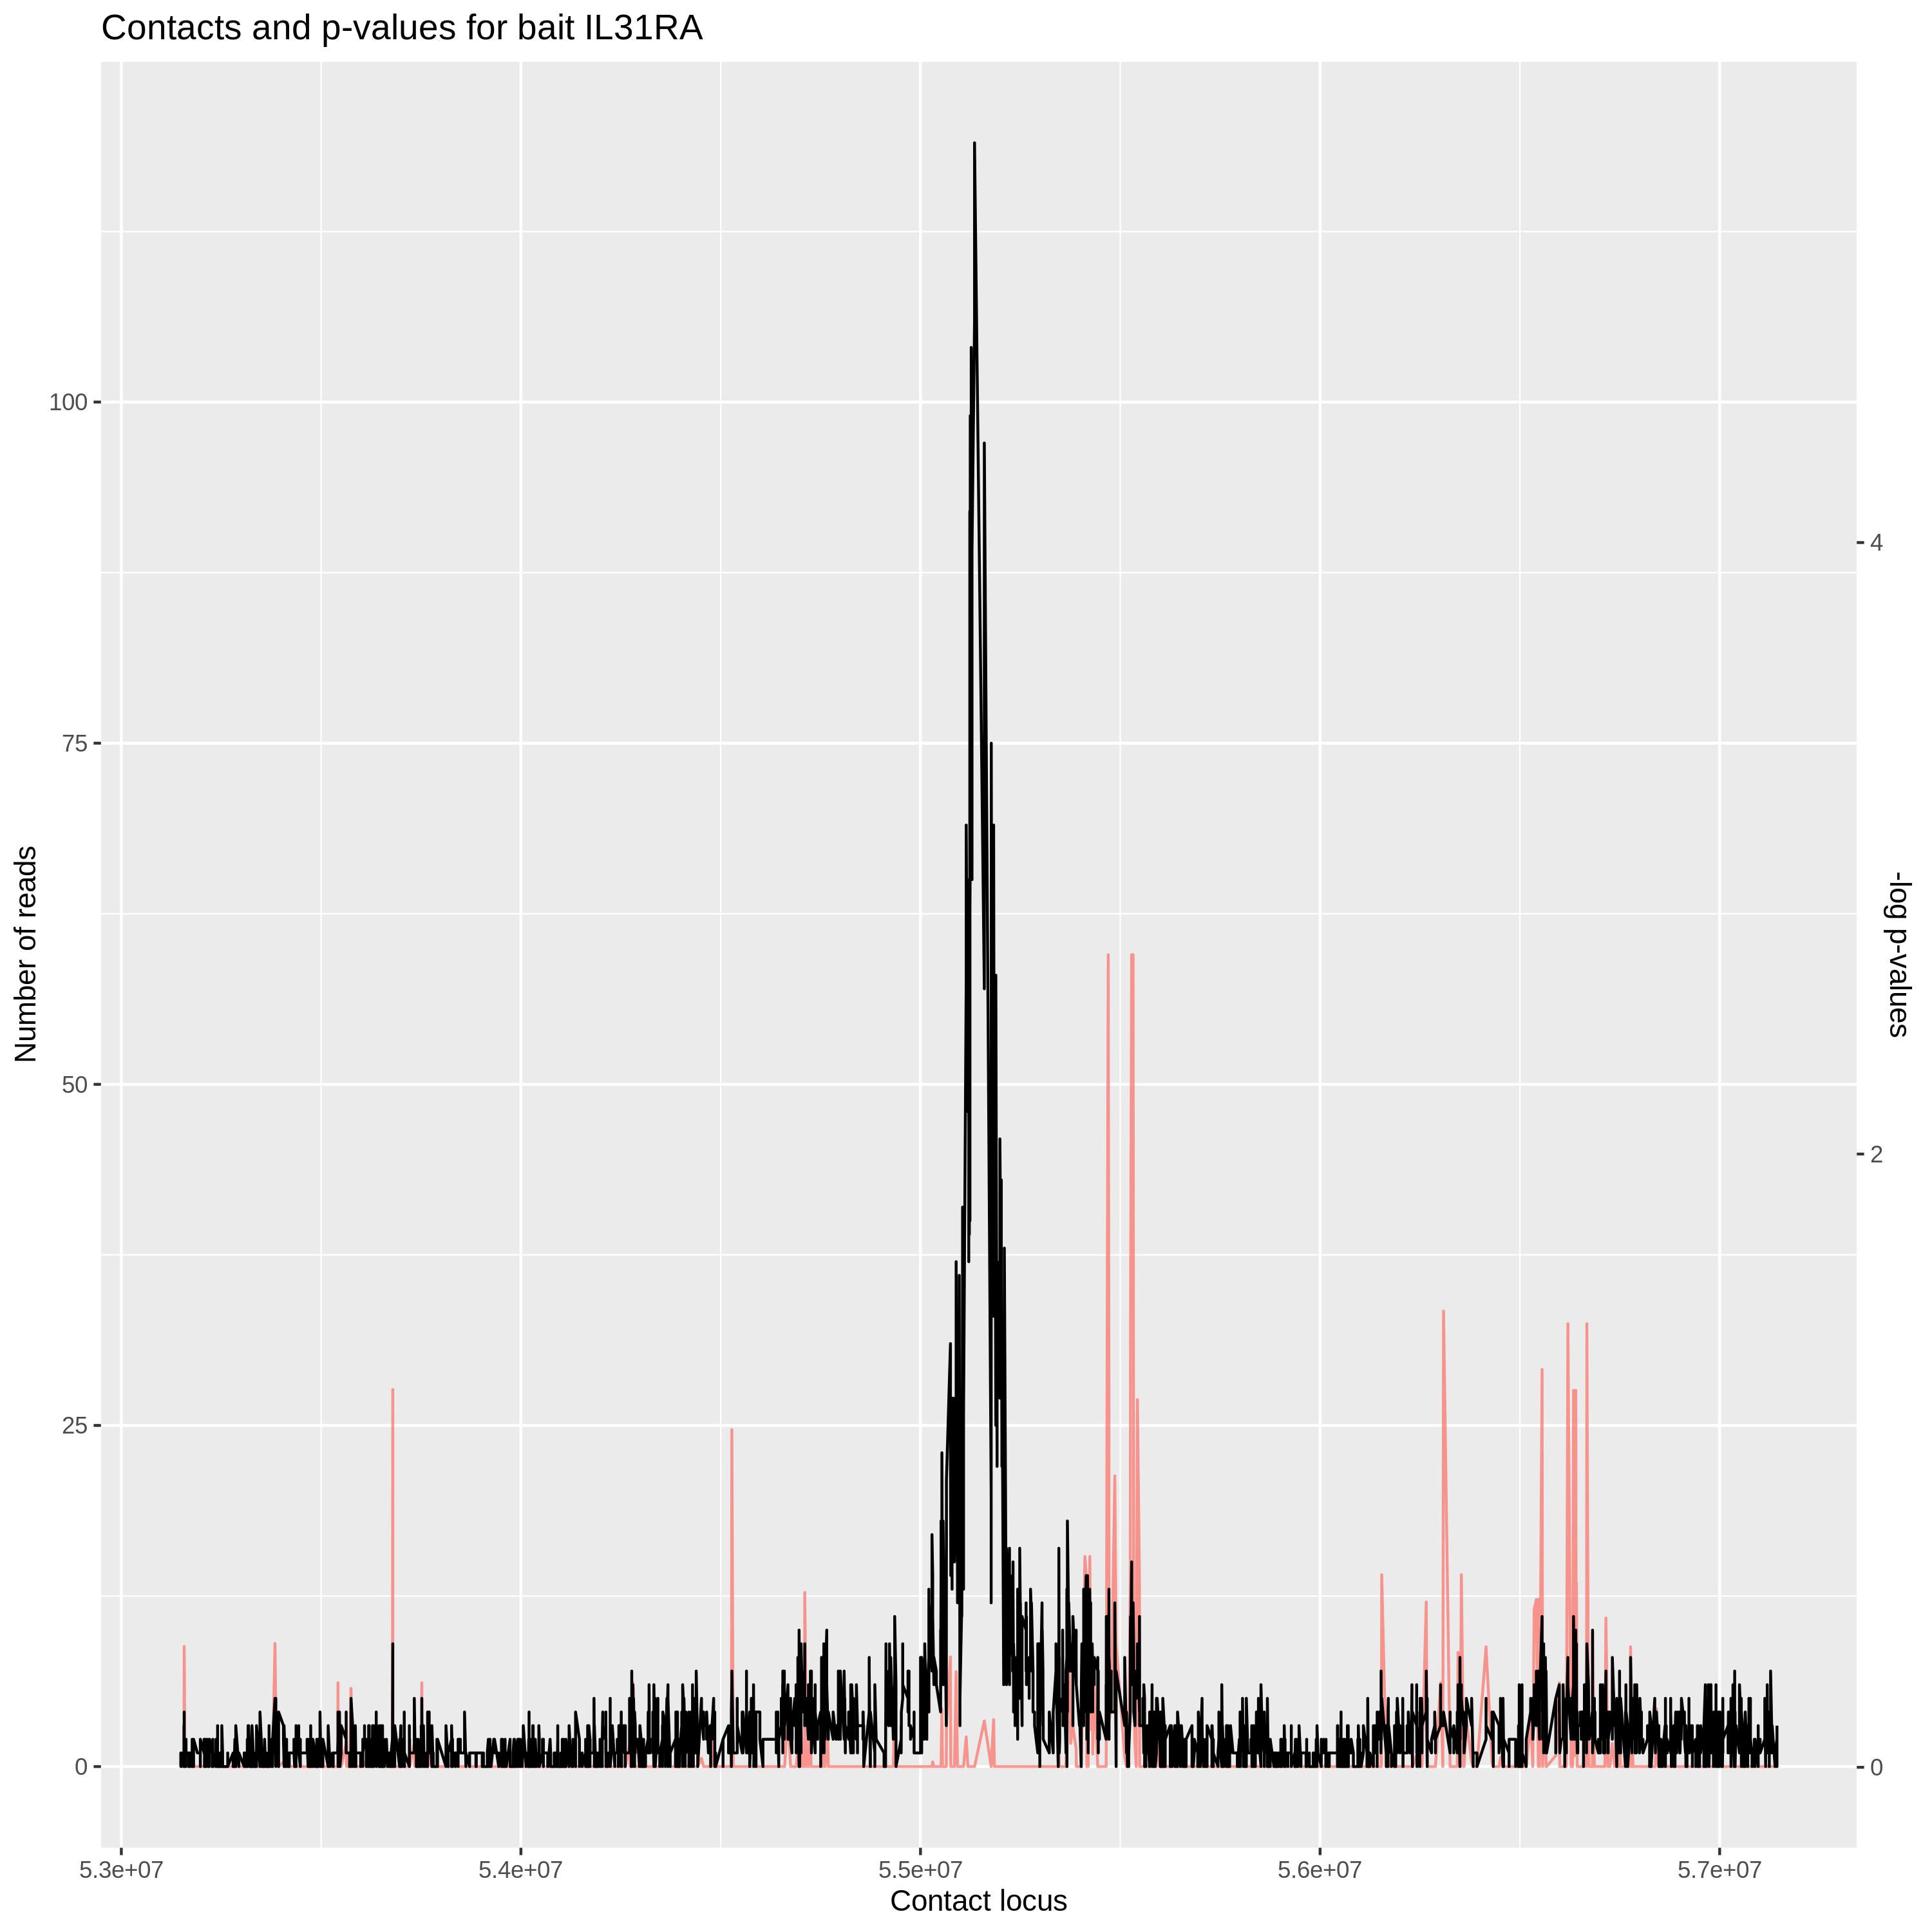 Contacts and p-values for bait IL31RA
100
75
50
25
0
Number of reads
4
2
0
-log p-values
5.3e+07
5.4e+07
5.5e+07
5.6e+07
5.7e+07
Contact locus